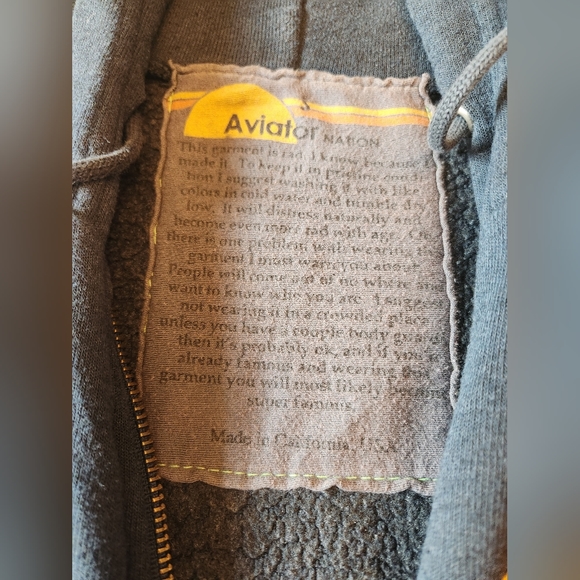 Aviator NATION
This garment is rad. I know because I
made it. To keep it in pristine condi-
tion I suggest washing it with like
colors in cold water and tumble dry
low. It will distress naturally and
become even more rad with age.
there is one problem with wearing this
garment I must warn you about.
People will come out of no where and
want to know who you are. I suggest
not wearing it in a crowded place
unless you have a couple body guards
then it's probably ok, and if you're
already famous and wearing this
garment you will most likely become
super famous.
Made in California, USA